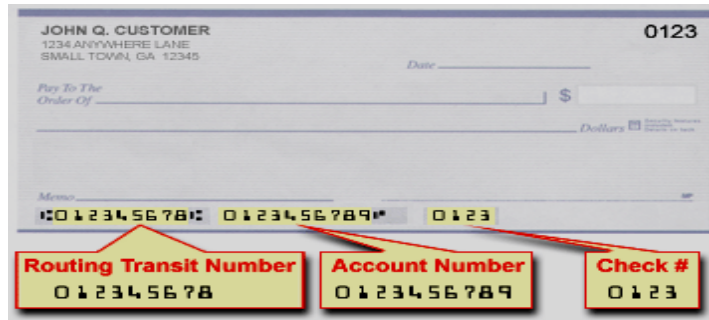 JOHN Q. CUSTOMER 0123
1234 ANYWHERE LANE
SMALL TOWN, GA 12345
Date
Pay To The
Order Of $
Dollars
Memo
⑆012345678⑆ 0123456789⑈ 0123
Routing Transit Number Account Number Check #
012345678 0123456789 0123